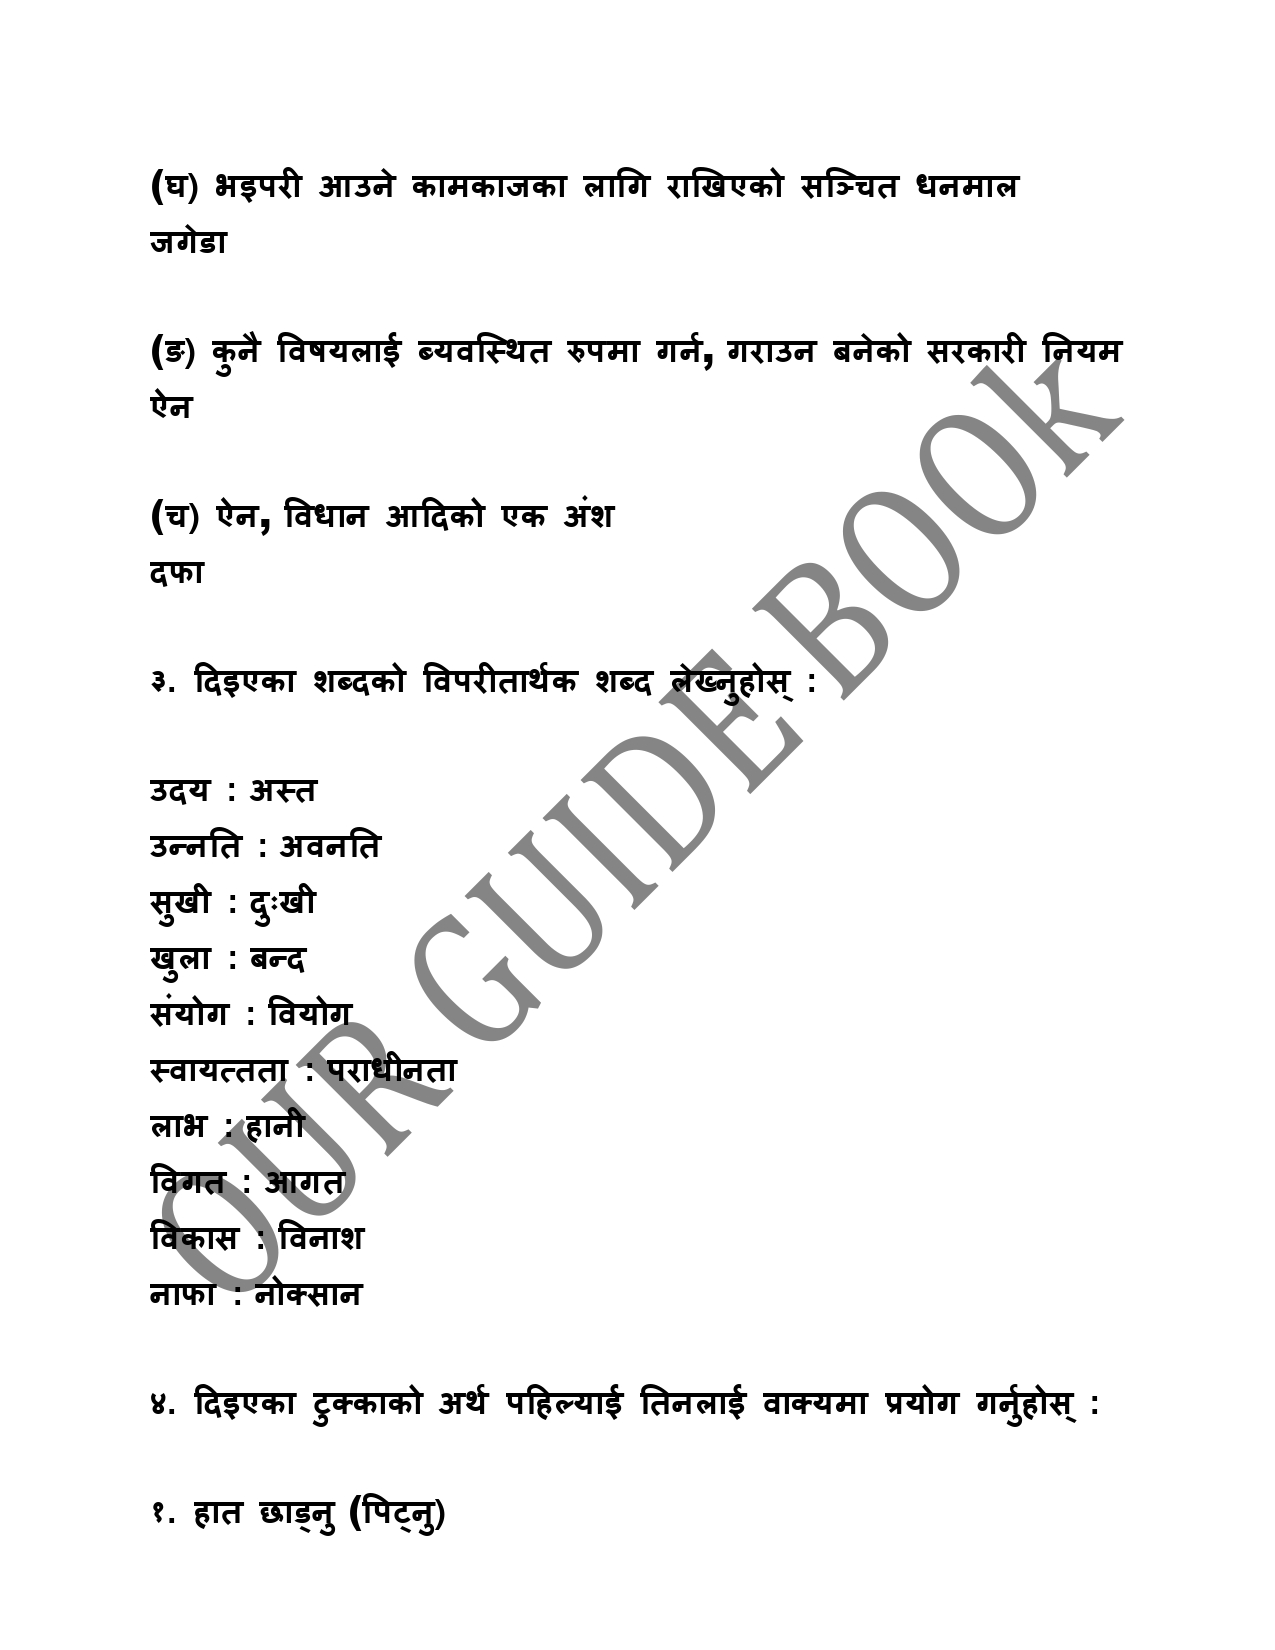 (घ) भइपरी आउने कामकाजका लागि राखिएको सञ्चित धनमाल
जगेडा
(ङ) कुनै विषयलाई ब्यवस्थित रुपमा गर्न, गराउन बनेको सरकारी नियम
ऐन
(च) ऐन, विधान आदिको एक अंश
दफा
३. दिइएका शब्दको विपरीतार्थक शब्द लेख्नुहोस् :
उदय : अस्त
उन्नति : अवनति
सुखी : दुःखी
खुला : बन्द
संयोग : वियोग
स्वायत्तता : पराधीनता
लाभ : हानी
विगत : आगत
विकास : विनाश
नाफा : नोक्सान
४. दिइएका टुक्काको अर्थ पहिल्याई तिनलाई वाक्यमा प्रयोग गर्नुहोस् :
१. हात छाड्नु (पिट्नु)
OUR GUIDE BOOk